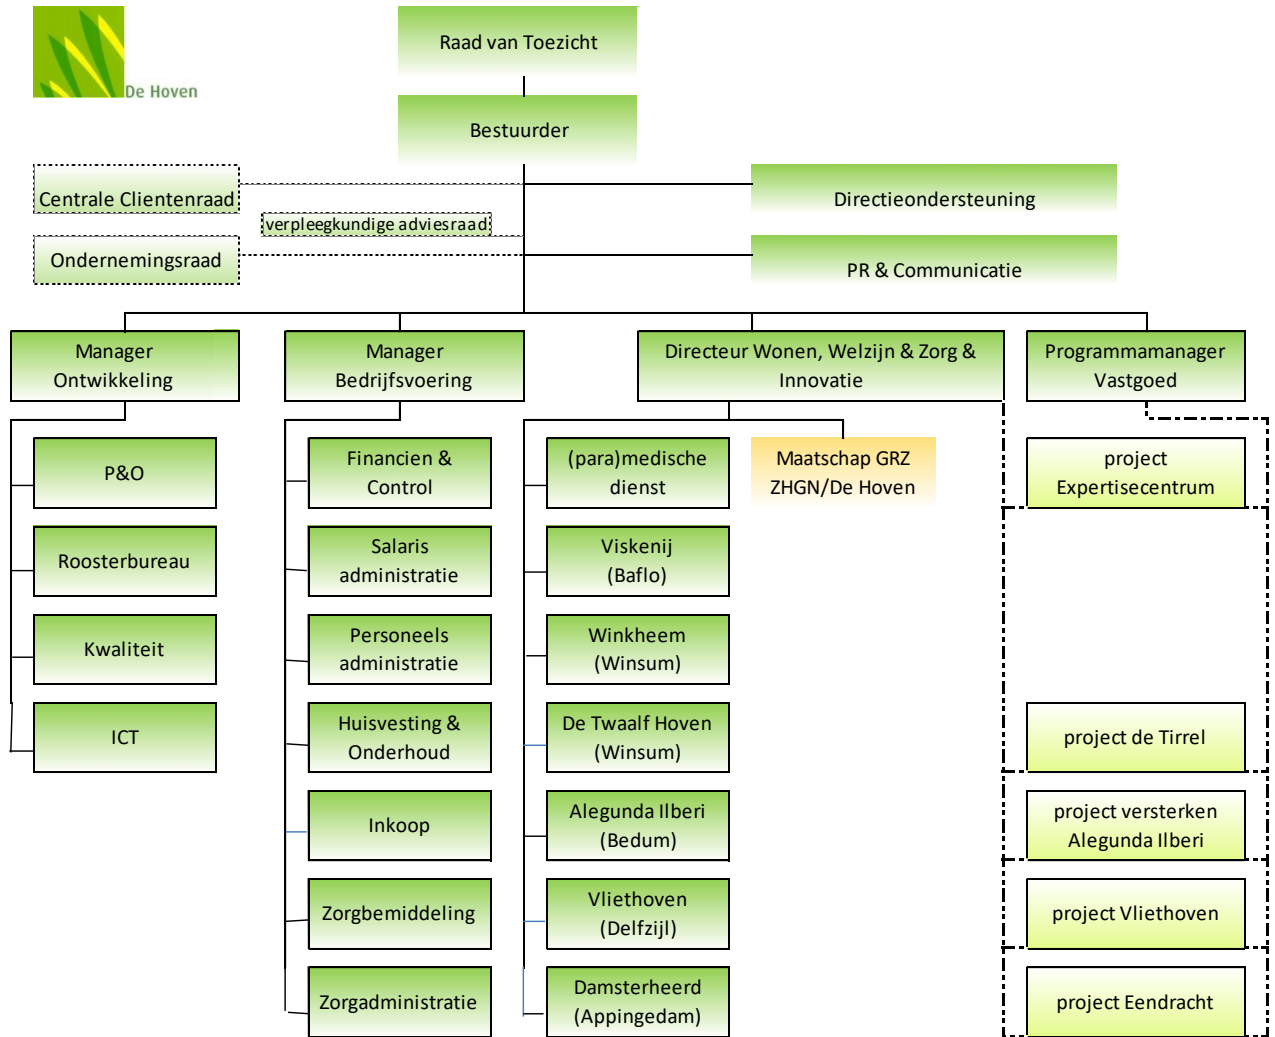 De Hoven
Raad van Toezicht
Bestuurder
Centrale Clientenraad
Directieondersteuning
verpleegkundige adviesraad
Ondernemingsraad
PR & Communicatie
Manager
Ontwikkeling
Manager
Bedrijfsvoering
Directeur Wonen, Welzijn & Zorg &
Innovatie
Programmamanager
Vastgoed
P&O
Roosterbureau
Kwaliteit
ICT
Financien &
Control
Salaris
administratie
Personeels
administratie
Huisvesting &
Onderhoud
Inkoop
Zorgbemiddeling
Zorgadministratie
(para)medische
dienst
Viskenij
(Baflo)
Winkheem
(Winsum)
De Twaalf Hoven
(Winsum)
Alegunda Ilberi
(Bedum)
Vliethoven
(Delfzijl)
Damsterheerd
(Appingedam)
Maatschap GRZ
ZHGN/De Hoven
project
Expertisecentrum
project de Tirrel
project versterken
Alegunda Ilberi
project Vliethoven
project Eendracht